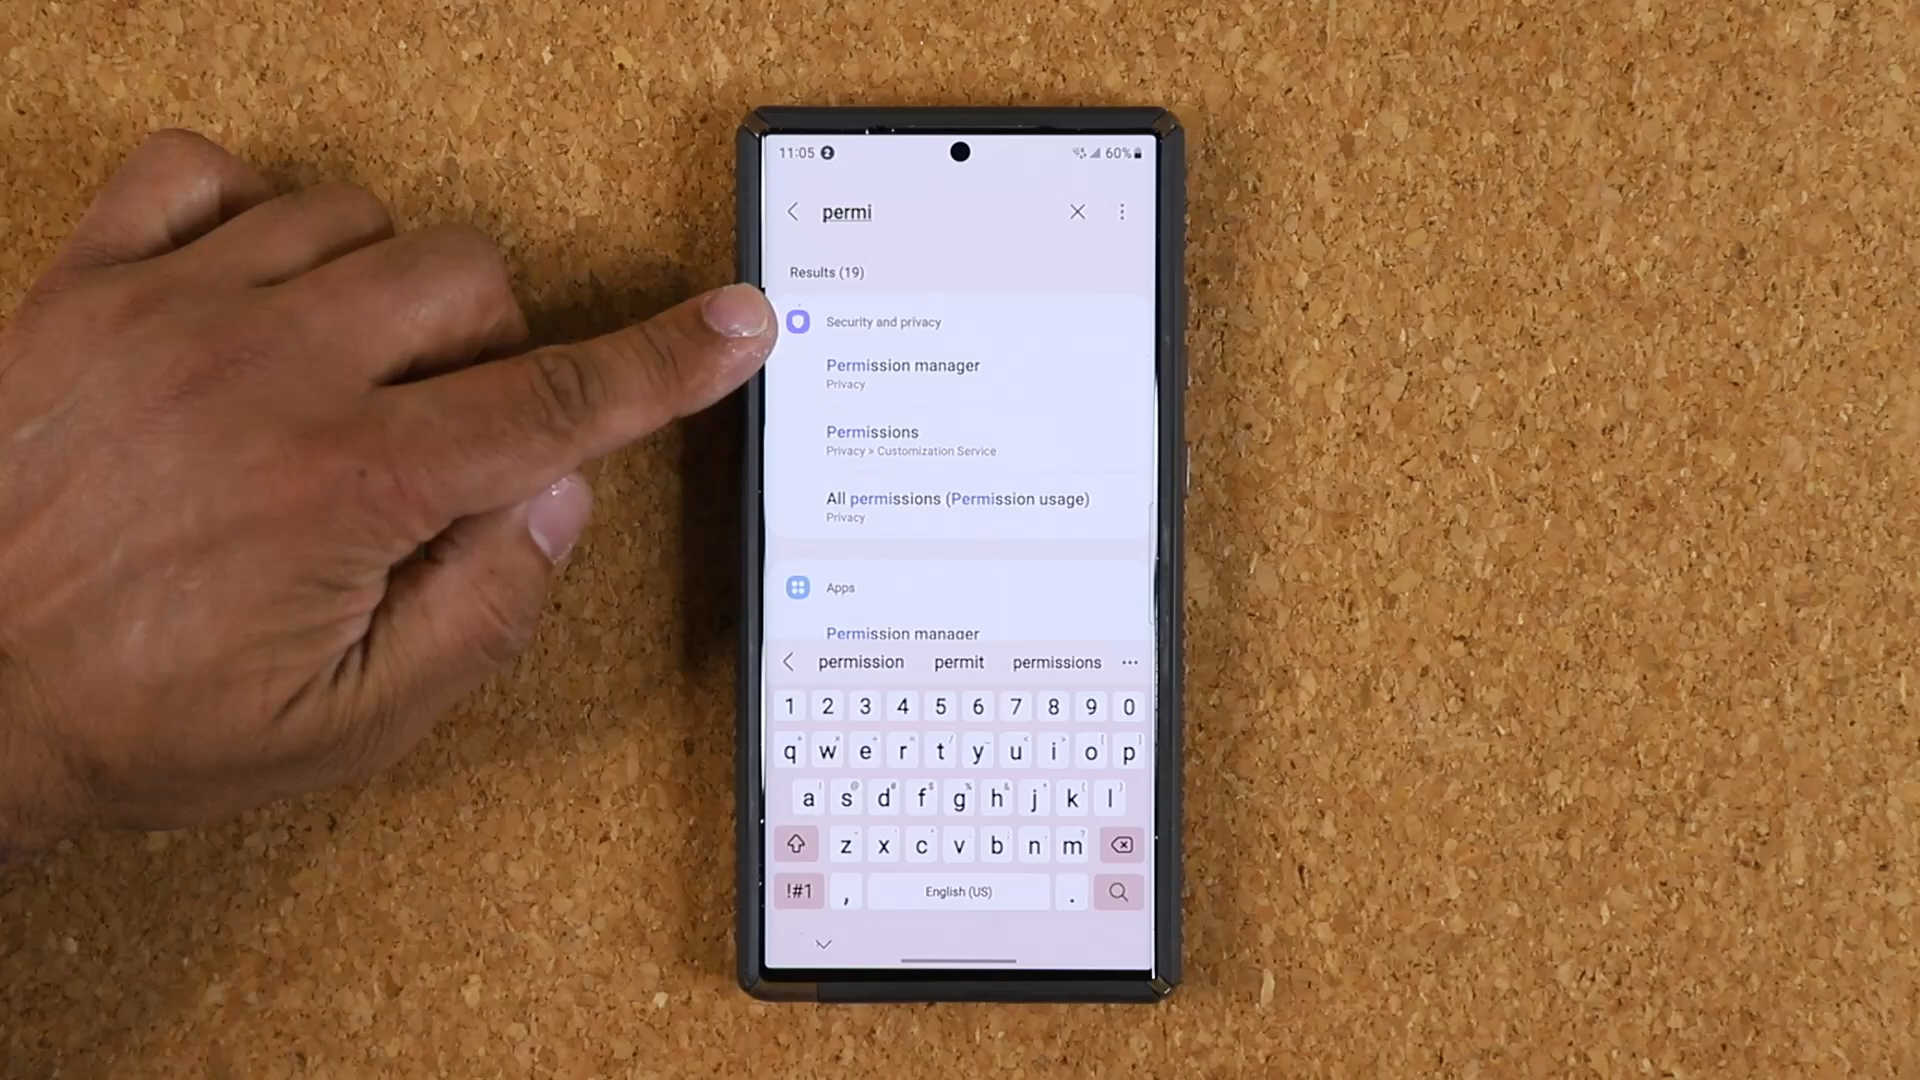 11:05 2 60%
permi
Results (19)
Security and privacy
Permission manager
Privacy
Permissions
Privacy > Customization Service
All permissions (Permission usage)
Privacy
Apps
Permission manager
permission permit permissions
1 2 3 4 5 6 7 8 9 0
q w e r t y u i o p
a s d f g h j k l
z x c v b n m
!#1 , English (US) .